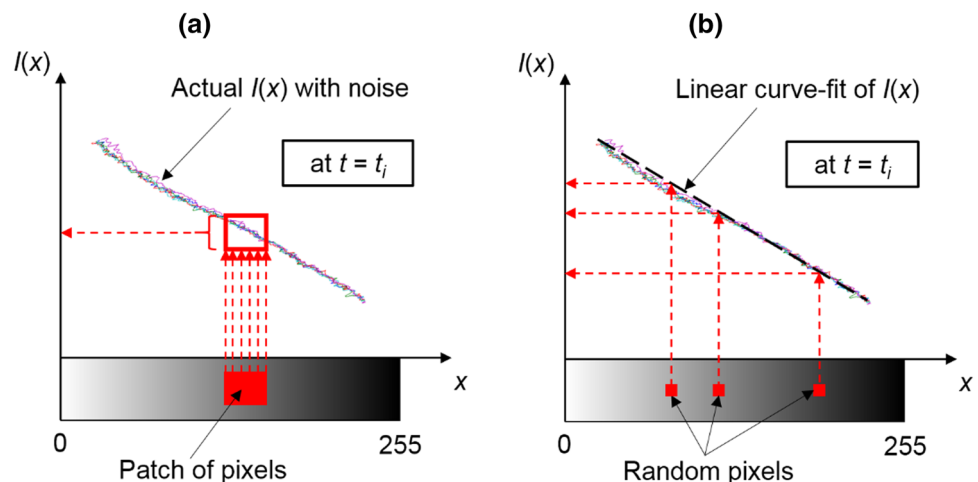 (a)
I(x)
Actual I(x) with noise
at t = tᵢ
x
0
255
Patch of pixels
(b)
I(x)
Linear curve-fit of I(x)
at t = tᵢ
x
0
255
Random pixels